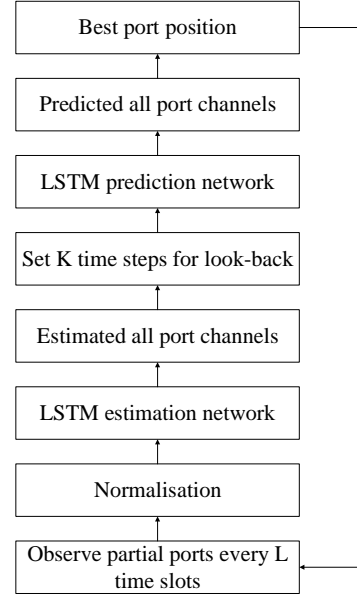 Best port position
Predicted all port channels
LSTM prediction network
Set K time steps for look-back
Estimated all port channels
LSTM estimation network
Normalisation
Observe partial ports every L
time slots